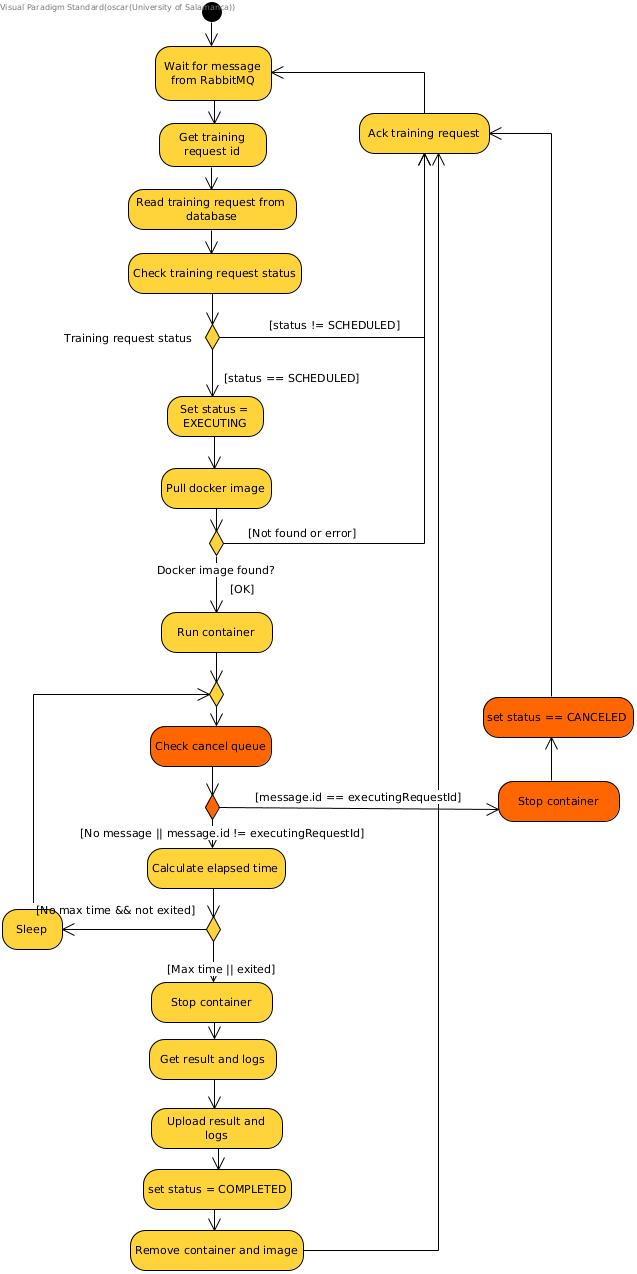 Visual Paradigm Standard(oscar(University of Salamanca))
Wait for message
from RabbitMQ
Get training
request id
Ack training request
Read training request from
database
Check training request status
[status != SCHEDULED]
Training request status
[status == SCHEDULED]
Set status =
EXECUTING
Pull docker image
[Not found or error]
Docker image found?
[OK]
Run container
set status == CANCELED
Check cancel queue
[message.id == executingRequestId]
Stop container
[No message || message.id != executingRequestId]
Calculate elapsed time
[No max time && not exited]
Sleep
[Max time || exited]
Stop container
Get result and logs
Upload result and
logs
set status = COMPLETED
Remove container and image